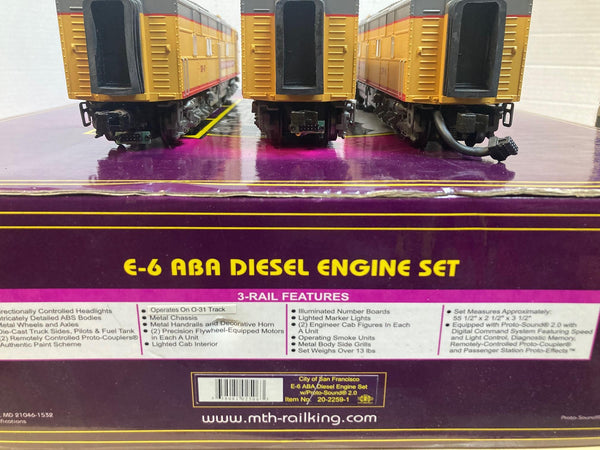 E-6 ABA DIESEL ENGINE SET
3-RAIL FEATURES
Directionally Controlled Headlights
Intricately Detailed ABS Bodies
Metal Wheels and Axles
Die-Cast Truck Sides, Pilots & Fuel Tank
(2) Remotely Controlled Proto-Couplers®
Authentic Paint Scheme
• Operates On O-31 Track
• Metal Chassis
• Metal Handrails and Decorative Horn
• (2) Precision Flywheel-Equipped Motors
in Each A Unit
• Lighted Cab Interior
• Illuminated Number Boards
• Lighted Marker Lights
• (2) Engineer Cab Figures In Each
A Unit
• Operating Smoke Units
• Metal Body Side Grills
• Set Weighs Over 13 lbs
• Set Measures Approximately:
55 1/2" x 2 1/2" x 3 1/2"
• Equipped with Proto-Sound® 2.0 with
Digital Command System Featuring Speed
and Light Control, Diagnostic Memory,
Remotely-Controlled Proto-Coupler®
and Passenger Station Proto-Effects™
City of San Francisco
E-6 ABA Diesel Engine Set
w/Proto-Sound® 2.0
Item No. 20-2259-1
, MD 21046-1532
cifications.
www.mth-railking.com
Proto-Sound®